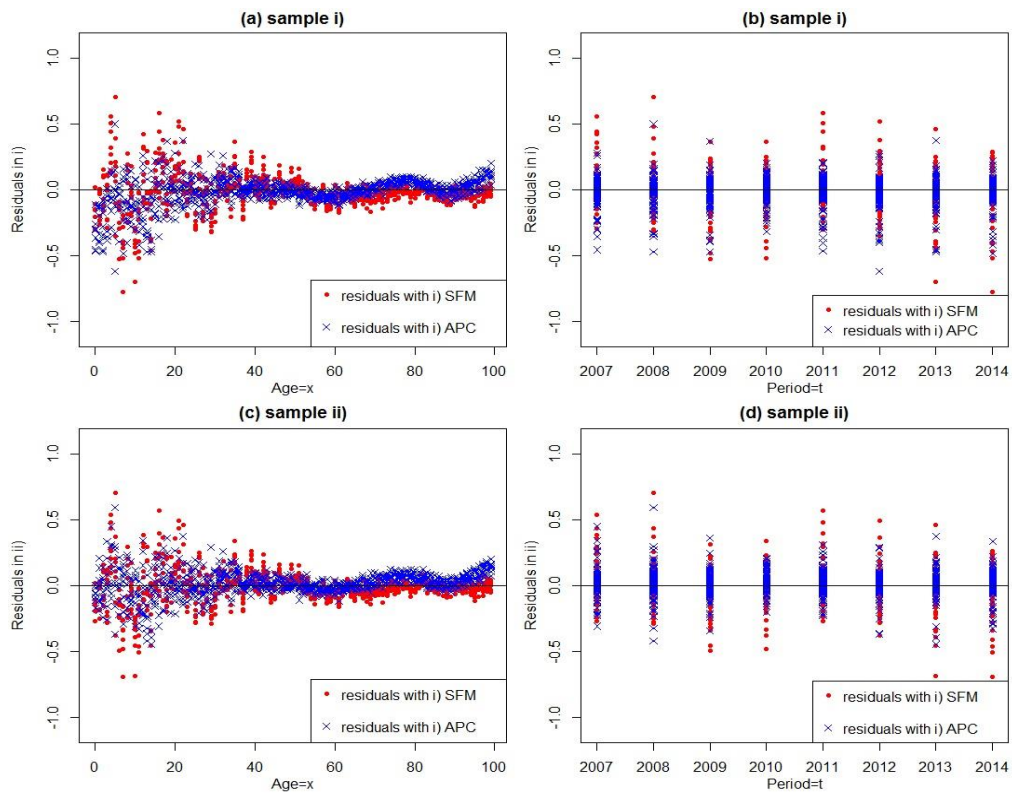 (a) sample i)
Residuals in i)
1.0
0.5
0.0
-0.5
-1.0
residuals with i) SFM
residuals with i) APC
0 20 40 60 80 100
Age=x
(b) sample i)
Residuals in i)
1.0
0.5
0.0
-0.5
-1.0
residuals with i) SFM
residuals with i) APC
2007 2008 2009 2010 2011 2012 2013 2014
Period=t
(c) sample ii)
Residuals in ii)
1.0
0.5
0.0
-0.5
-1.0
residuals with i) SFM
residuals with i) APC
0 20 40 60 80 100
Age=x
(d) sample ii)
Residuals in ii)
1.0
0.5
0.0
-0.5
-1.0
residuals with i) SFM
residuals with i) APC
2007 2008 2009 2010 2011 2012 2013 2014
Period=t